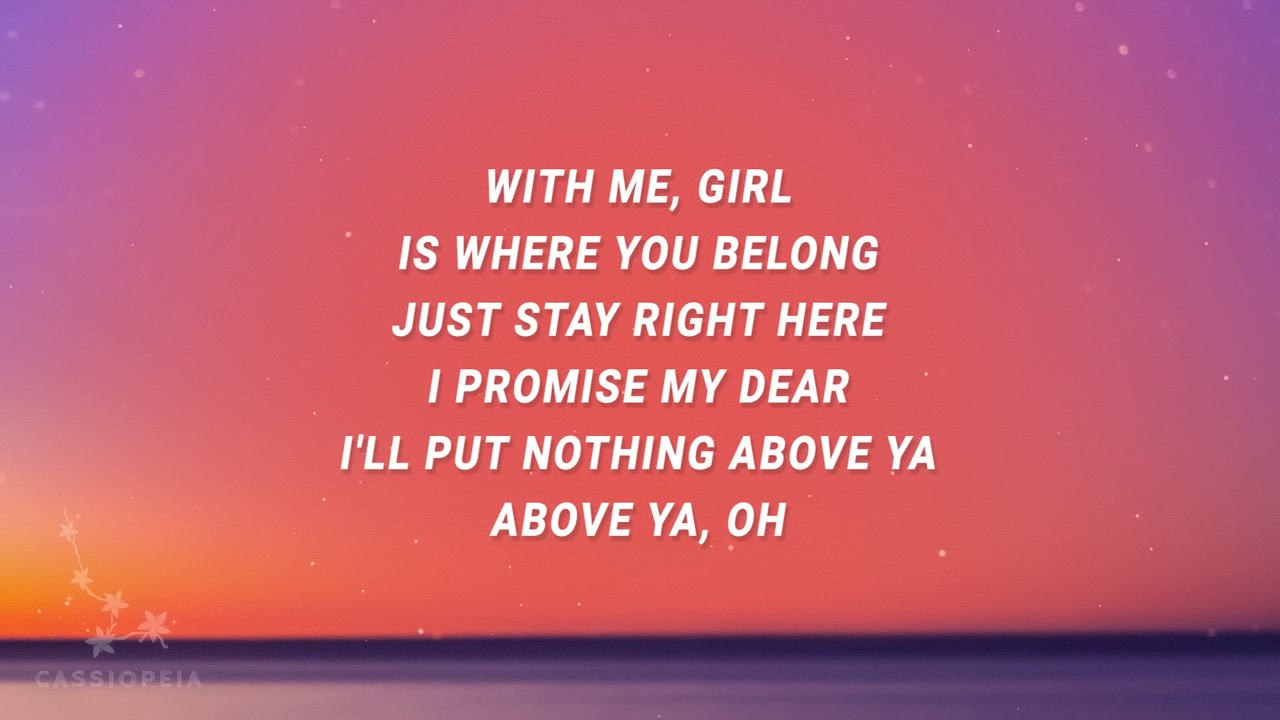 WITH ME, GIRL
IS WHERE YOU BELONG
JUST STAY RIGHT HERE
I PROMISE MY DEAR
I'LL PUT NOTHING ABOVE YA
ABOVE YA, OH
CASSIOPEIA